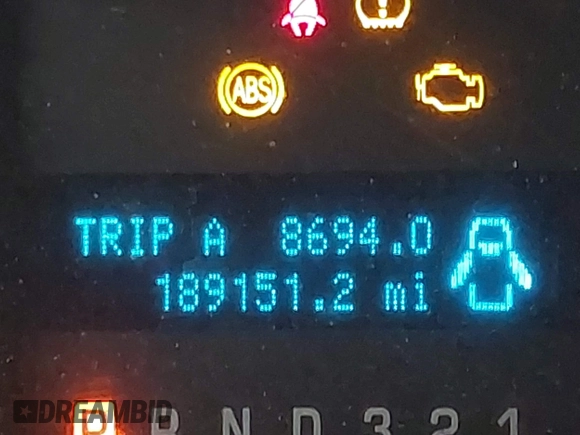 ABS
TRIP A 8694.0
189151.2 mi
P R N D 3 2 1
DREAMBID